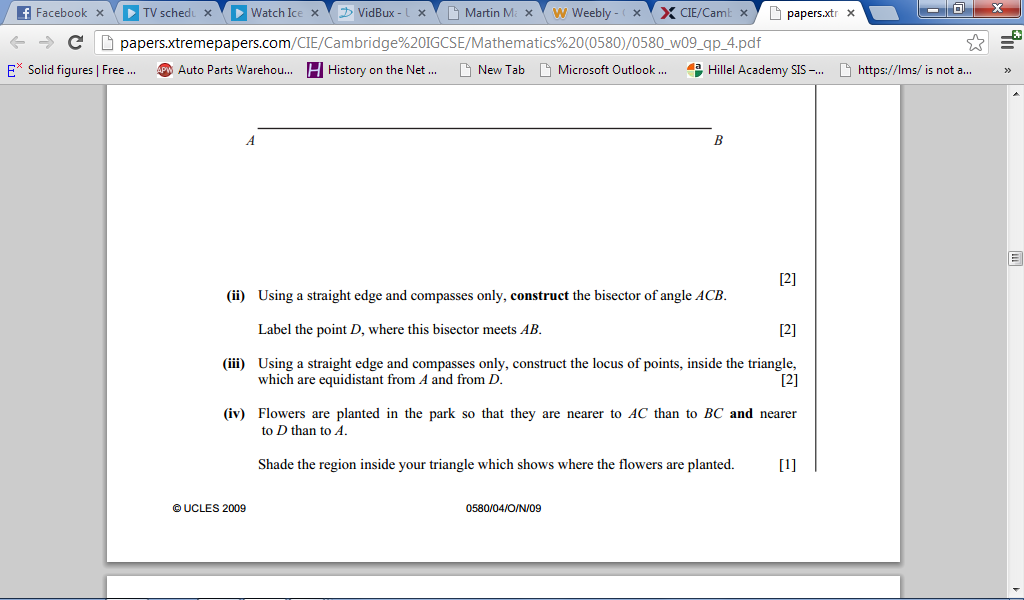 Facebook
TV schedu
Watch Ice
VidBux - L
Martin M
Weebly -
CIE/Camb
papers.xtr
papers.xtremepapers.com/CIE/Cambridge%20IGCSE/Mathematics%20(0580)/0580_w09_qp_4.pdf
Solid figures | Free ...
APW Auto Parts Warehou...
H History on the Net ...
New Tab
Microsoft Outlook ...
Hillel Academy SIS –...
https://lms/ is not a...
»
A
B
[2]
(ii) Using a straight edge and compasses only, construct the bisector of angle ACB.
Label the point D, where this bisector meets AB. [2]
(iii) Using a straight edge and compasses only, construct the locus of points, inside the triangle,
which are equidistant from A and from D. [2]
(iv) Flowers are planted in the park so that they are nearer to AC than to BC and nearer
to D than to A.
Shade the region inside your triangle which shows where the flowers are planted. [1]
© UCLES 2009
0580/04/O/N/09